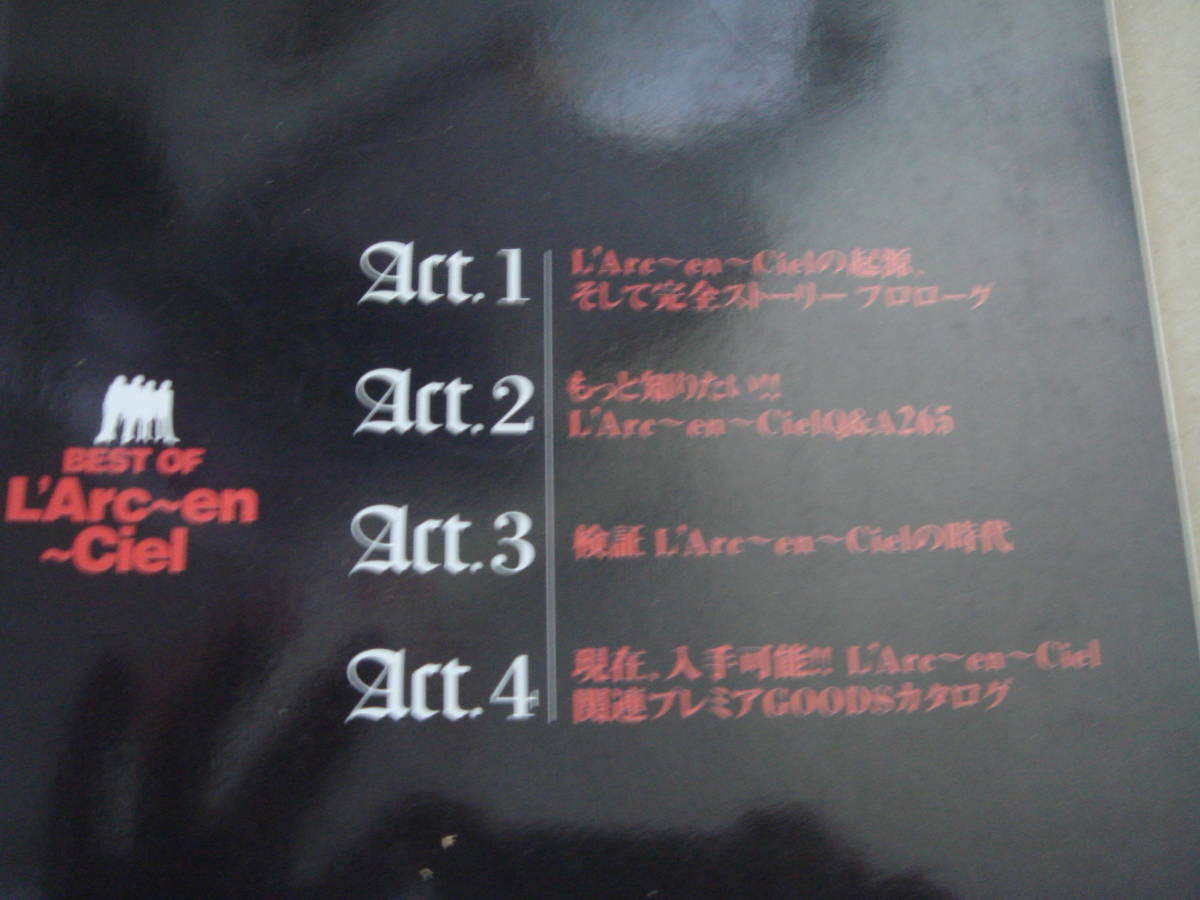 BEST OF
L'Arc~en
~Ciel
Act.1
L'Arc~en~Cielの起源、
そして完全ストーリー プロローグ
Act.2
もっと知りたい!!!
L'Arc~en~CielQ&A265
Act.3
検証 L'Arc~en~Cielの時代
Act.4
現在、入手可能!!! L'Arc~en~Ciel
関連プレミアGOODSカタログ